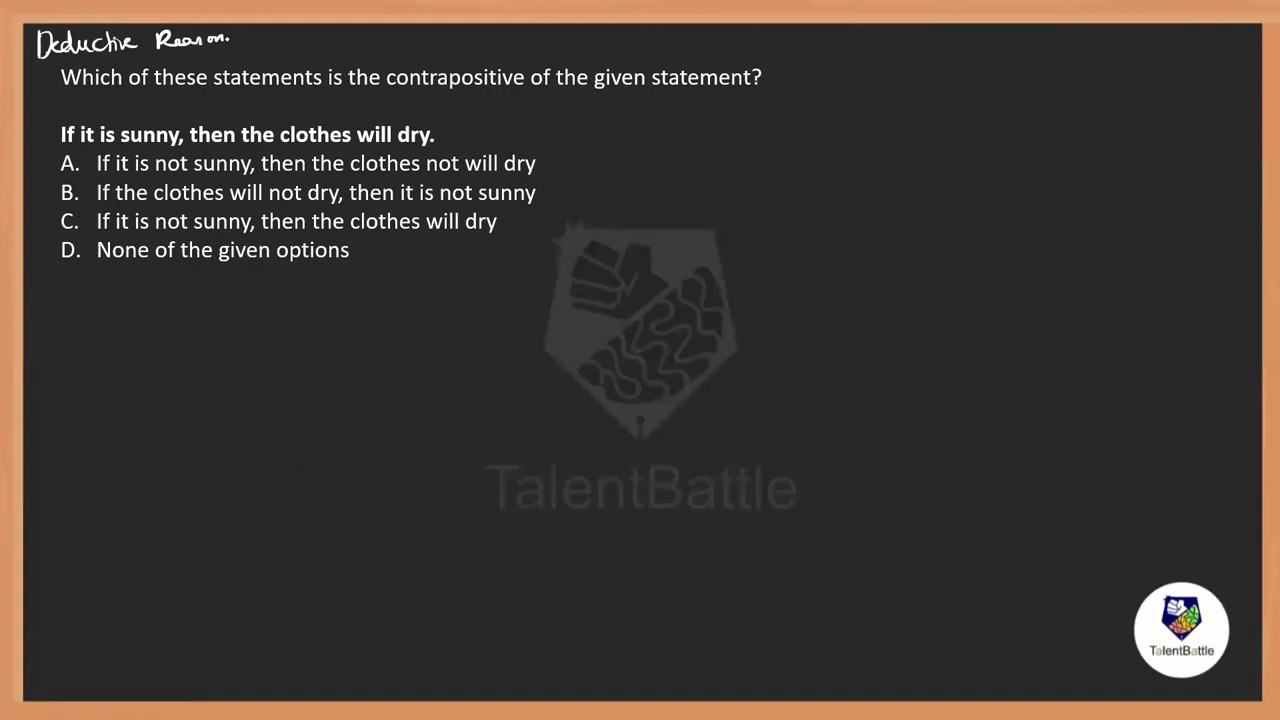 Deductive Reason.
Which of these statements is the contrapositive of the given statement?
If it is sunny, then the clothes will dry.
A. If it is not sunny, then the clothes not will dry
B. If the clothes will not dry, then it is not sunny
C. If it is not sunny, then the clothes will dry
D. None of the given options
TalentBattle
TalentBattle